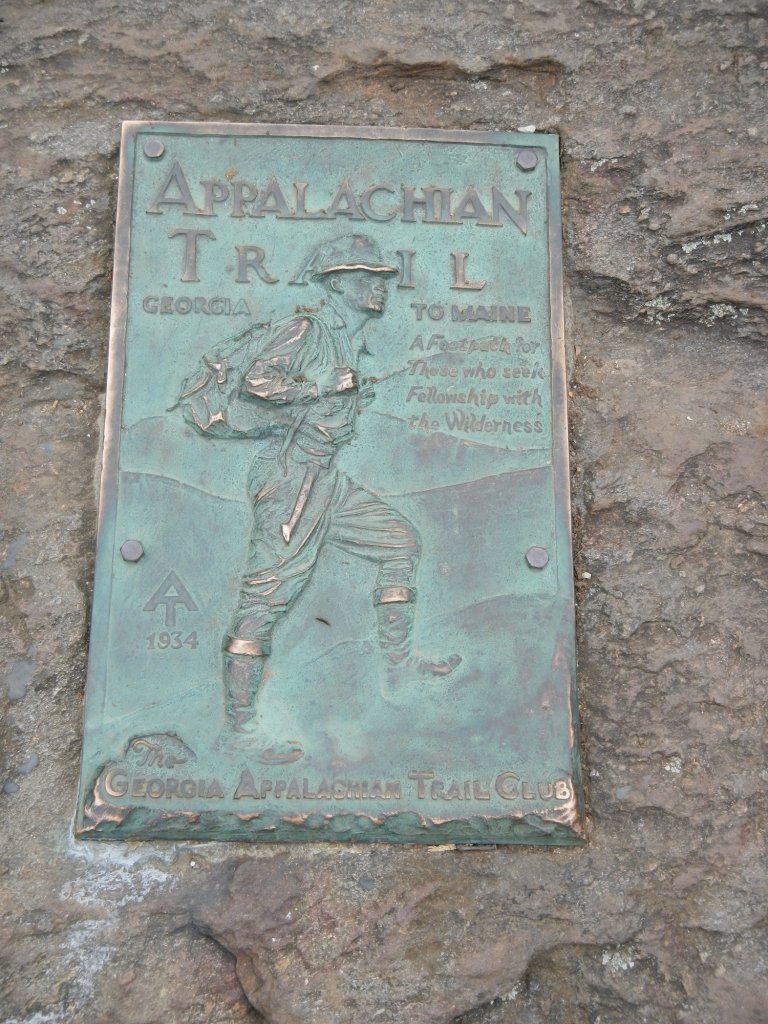 APPALACHIAN
TRAIL
GEORGIA TO MAINE
A Footpath for
Those who seek
Fellowship with
the Wilderness
AT
1934
The
GEORGIA APPALACHIAN TRAIL CLUB